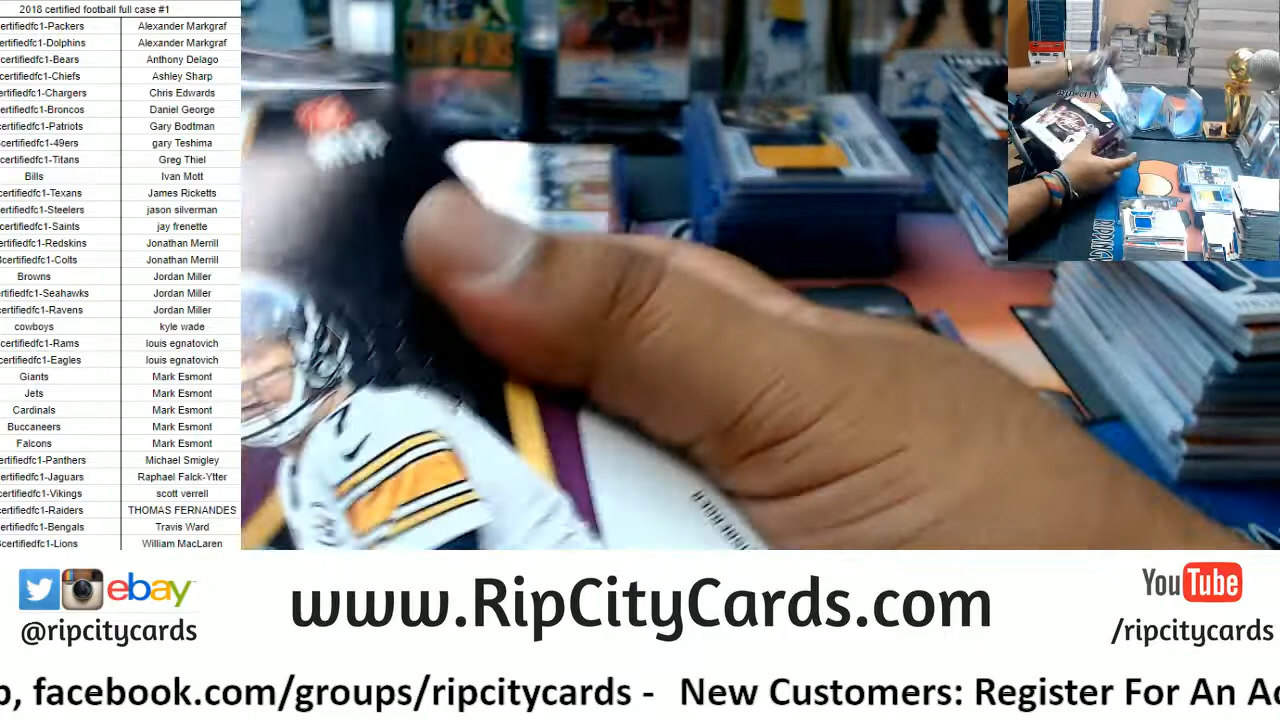 2018 certified football full case #1
ertifiedfc1-Packers Alexander Markgraf
certifiedfc1-Dolphins Alexander Markgraf
certifiedfc1-Bears Anthony Delago
certifiedfc1-Chiefs Ashley Sharp
certifiedfc1-Chargers Chris Edwards
certifiedfc1-Broncos Daniel George
certifiedfc1-Patriots Gary Bodtman
certifiedfc1-49ers gary Teshima
certifiedfc1-Titans Greg Thiel
Bills Ivan Mott
certifiedfc1-Texans James Ricketts
certifiedfc1-Steelers jason silverman
certifiedfc1-Saints jay frenette
certifiedfc1-Redskins Jonathan Merrill
certifiedfc1-Colts Jonathan Merrill
Browns Jordan Miller
ertifiedfc1-Seahawks Jordan Miller
certifiedfc1-Ravens Jordan Miller
cowboys kyle wade
certifiedfc1-Rams louis egnatovich
certifiedfc1-Eagles louis egnatovich
Giants Mark Esmont
Jets Mark Esmont
Cardinals Mark Esmont
Buccaneers Mark Esmont
Falcons Mark Esmont
certifiedfc1-Panthers Michael Smigley
certifiedfc1-Jaguars Raphael Falck-Ytter
certifiedfc1-Vikings scott verrell
certifiedfc1-Raiders THOMAS FERNANDES
ertifiedfc1-Bengals Travis Ward
certifiedfc1-Lions William MacLaren
ebay
@ripcitycards
www.RipCityCards.com
YouTube
/ripcitycards
p, facebook.com/groups/ripcitycards - New Customers: Register For An Ac